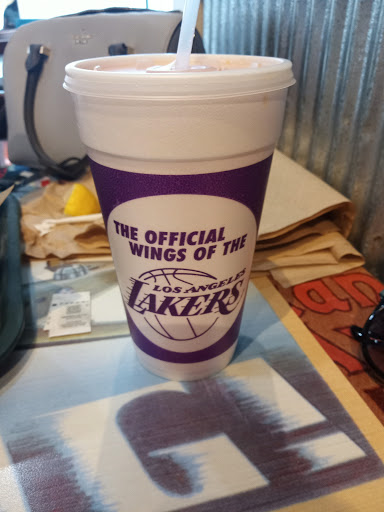 THE OFFICIAL
WINGS OF THE
LOS ANGELES
LAKERS